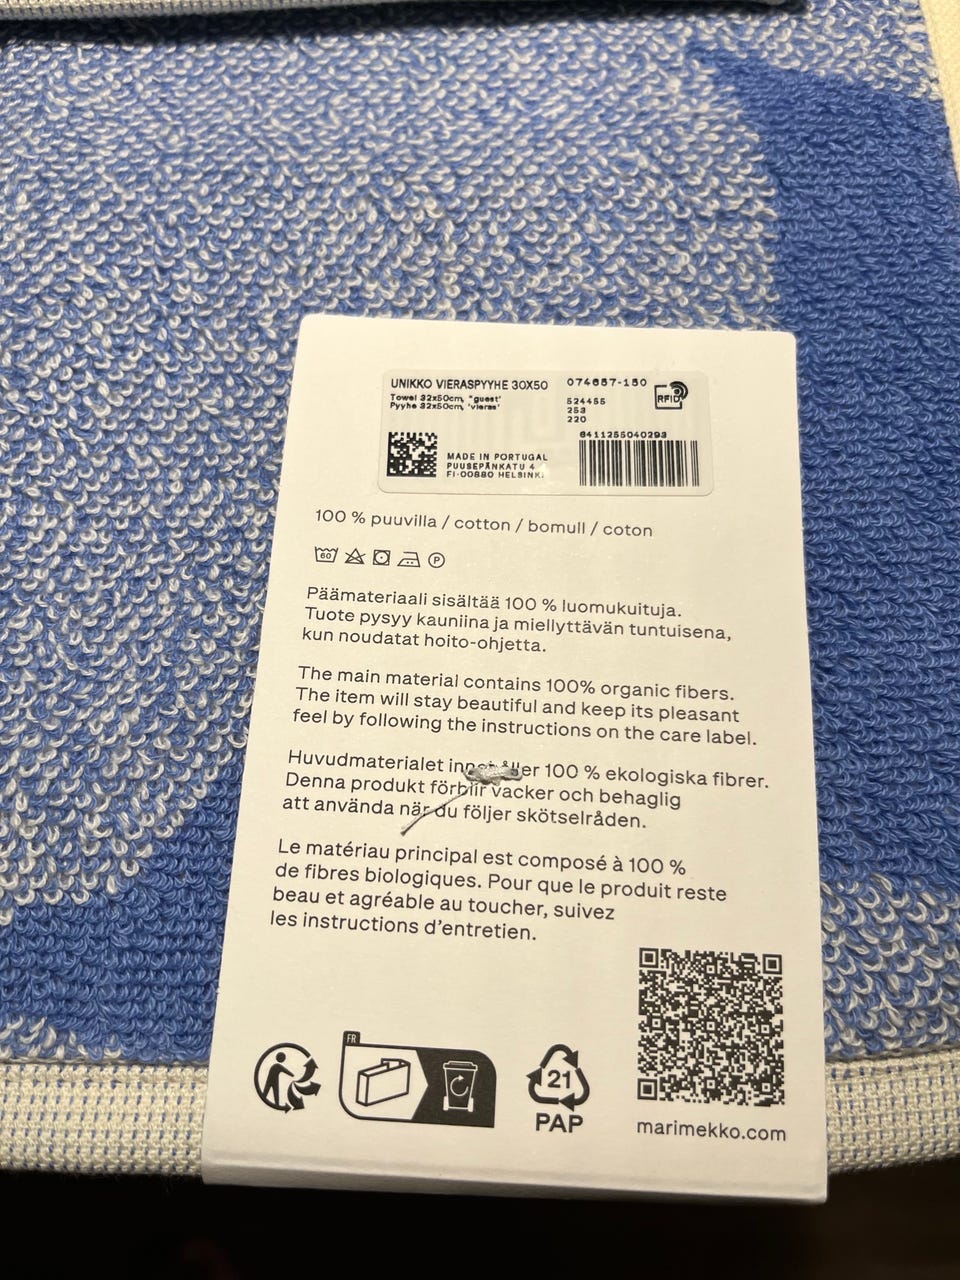 UNIKKO VIERASPYYHE 30X50
Towel 32x50cm, "guest'
Pyyhe 32x50cm, 'vieras'
074657-150
RFID
524455
253
220
6411255040293
MADE IN PORTUGAL
PUUSEPÄNKATU 4
FI-00880 HELSINKI
100 % puuvilla / cotton / bomull / coton
60
P
Päämateriaali sisältää 100 % luomukuituja.
Tuote pysyy kauniina ja miellyttävän tuntuisena,
kun noudatat hoito-ohjetta.
The main material contains 100% organic fibers.
The item will stay beautiful and keep its pleasant
feel by following the instructions on the care label.
Huvudmaterialet innehåller 100 % ekologiska fibrer.
Denna produkt förblir vacker och behaglig
att använda när du följer skötselråden.
Le matériau principal est composé à 100 %
de fibres biologiques. Pour que le produit reste
beau et agréable au toucher, suivez
les instructions d'entretien.
FR
21
PAP
marimekko.com